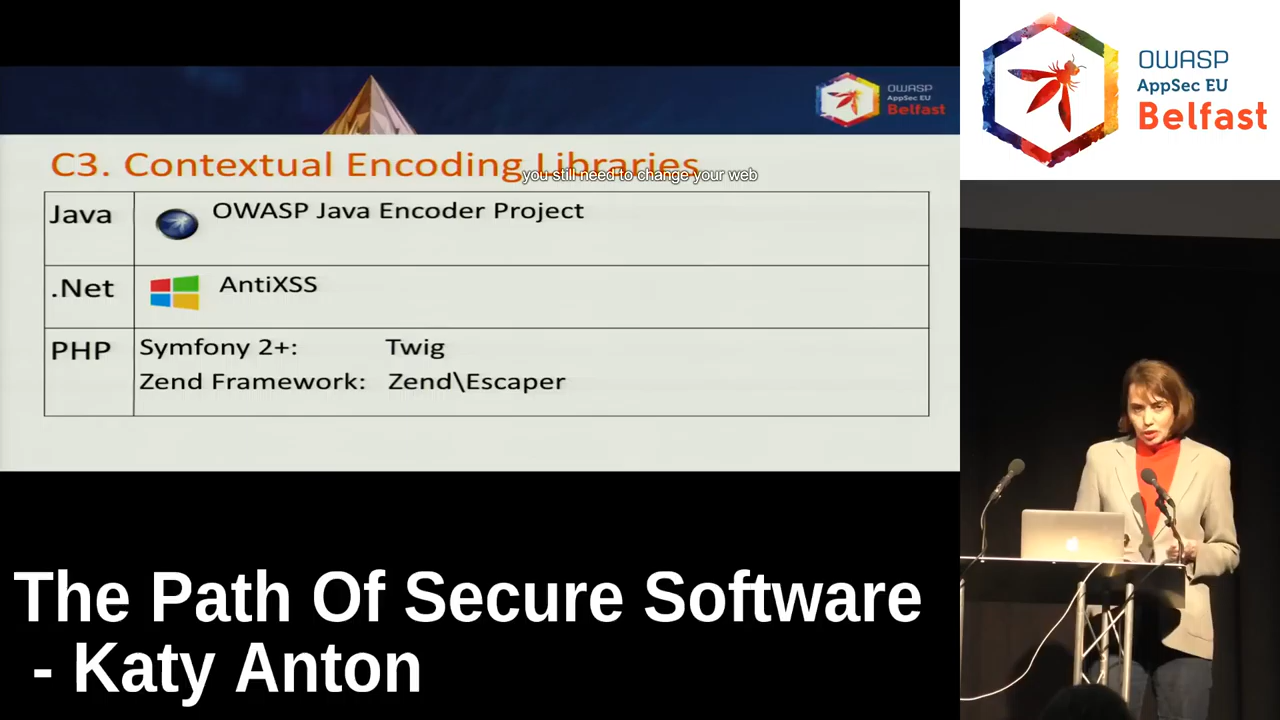 OWASP
AppSec EU
Belfast
C3. Contextual Encoding Libraries
you still need to change your web
Java OWASP Java Encoder Project
.Net AntiXSS
PHP Symfony 2+: Twig
Zend Framework: Zend\Escaper
OWASP
AppSec EU
Belfast
The Path Of Secure Software
- Katy Anton